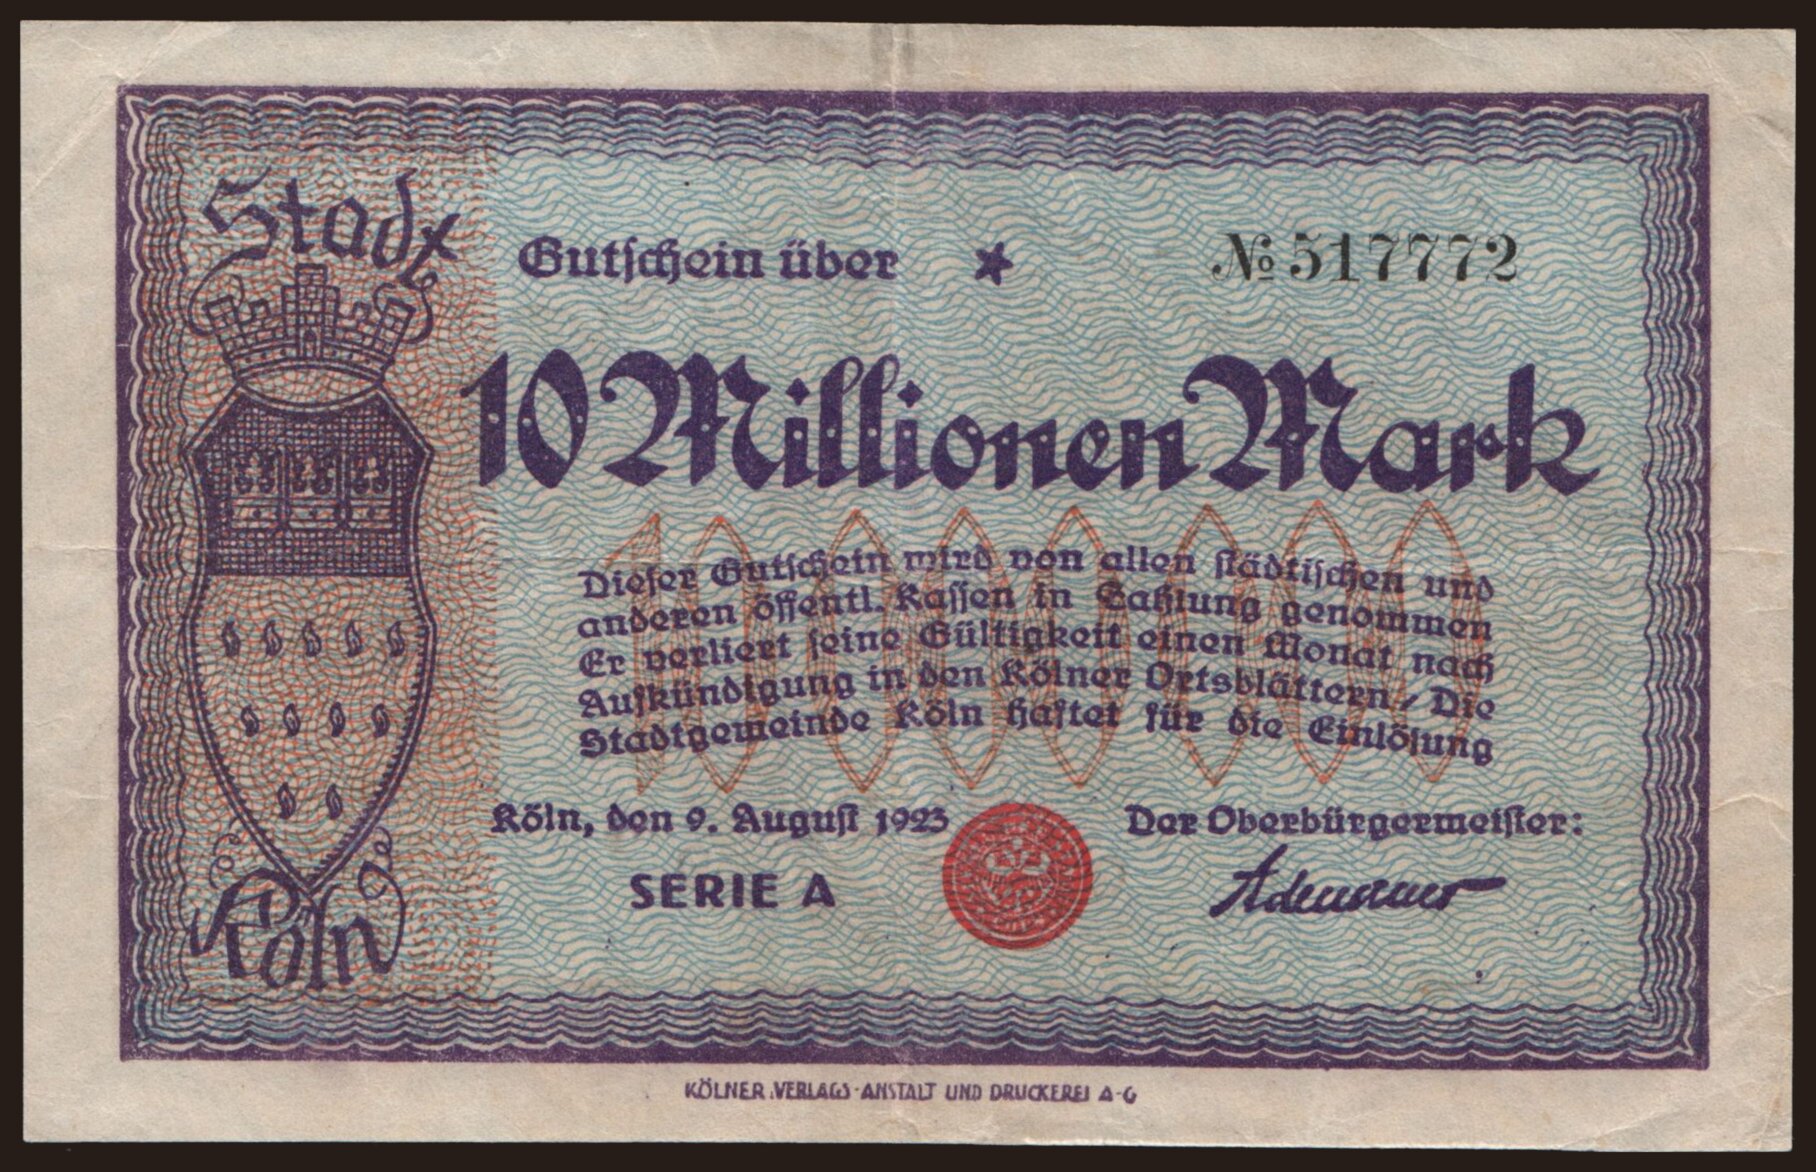 Stadt
Gutschein über * № 517772
10 Millionen Mark
10000000
Dieser Gutschein wird von allen städtischen und
anderen öffentl. Kassen in Zahlung genommen
Er verliert seine Gültigkeit einen Monat nach
Aufkündigung in den Kölner Ortsblättern / Die
Stadtgemeinde Köln haftet für die Einlösung
Köln, den 9. August 1923
Der Oberbürgermeister:
SERIE A
Adenauer
Köln
KÖLNER VERLAGS-ANSTALT UND DRUCKEREI A-G